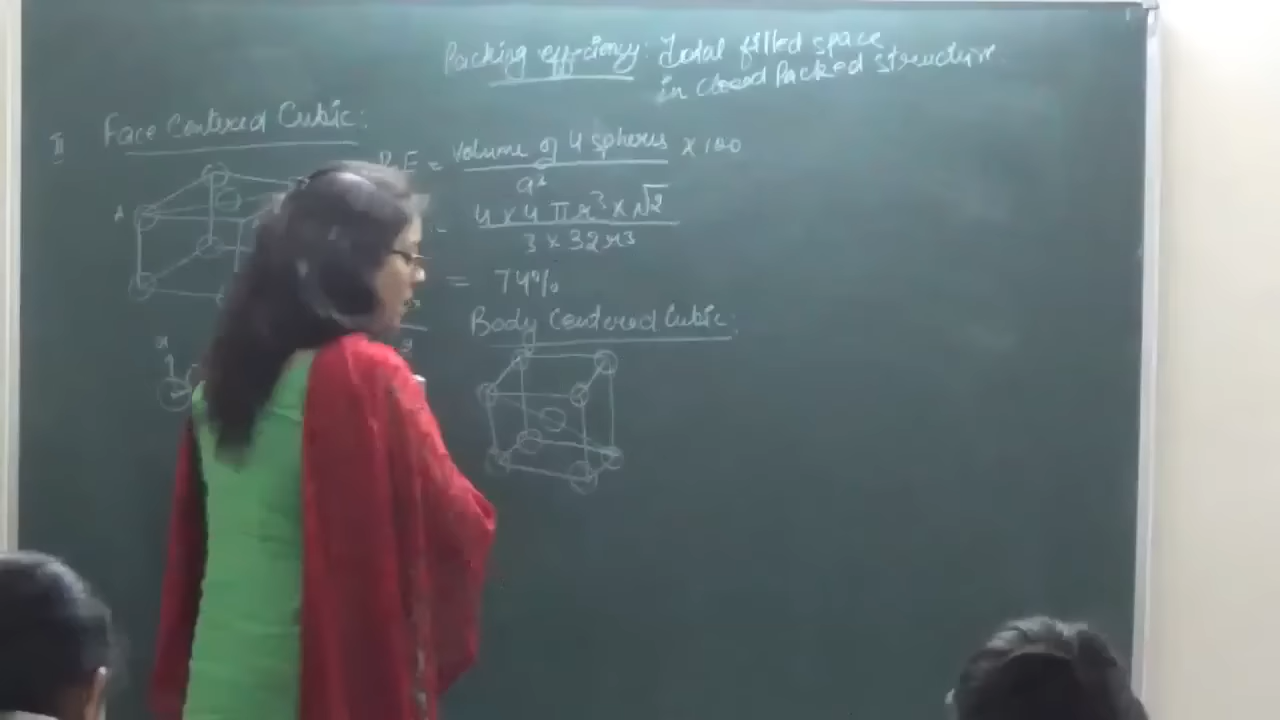 Packing efficiency: Total filled space
in closed Packed structure.
II Face Centered Cubic:
P.E = Volume of 4 spheres × 100
a³
4 × 4 π r³ × √2
3 × 32 r³
= 74%
Body Centered Cubic:
A